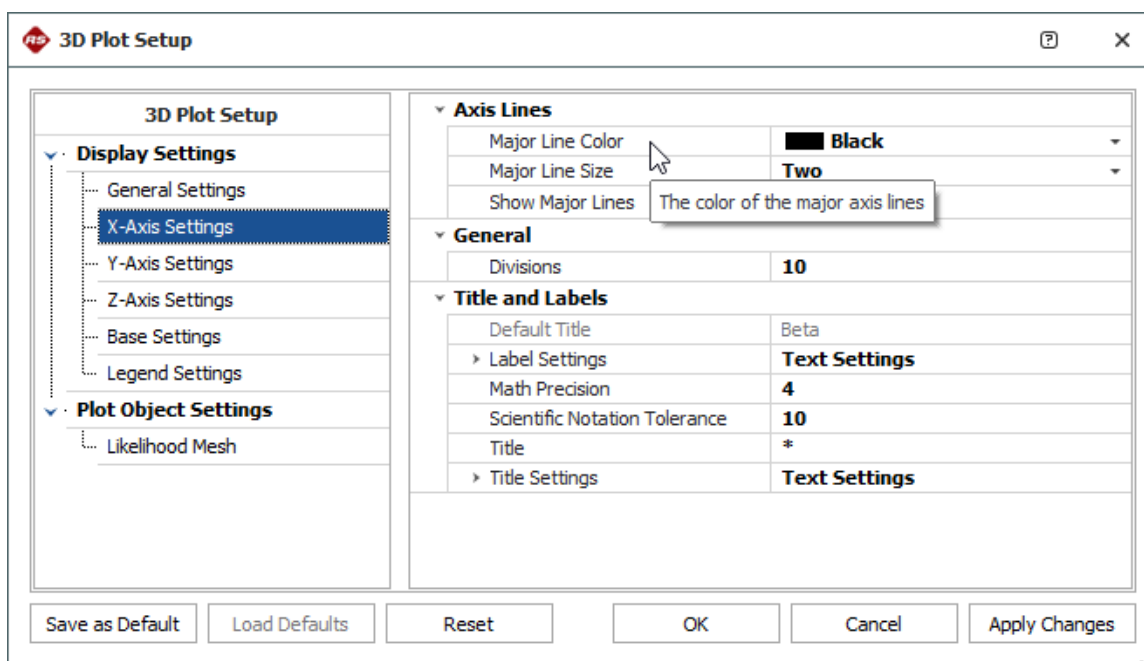 RS 3D Plot Setup
3D Plot Setup
Display Settings
General Settings
X-Axis Settings
Y-Axis Settings
Z-Axis Settings
Base Settings
Legend Settings
Plot Object Settings
Likelihood Mesh
Axis Lines
Major Line Color Black
Major Line Size Two
Show Major Lines
The color of the major axis lines
General
Divisions 10
Title and Labels
Default Title Beta
Label Settings Text Settings
Math Precision 4
Scientific Notation Tolerance 10
Title *
Title Settings Text Settings
Save as Default Load Defaults Reset OK Cancel Apply Changes